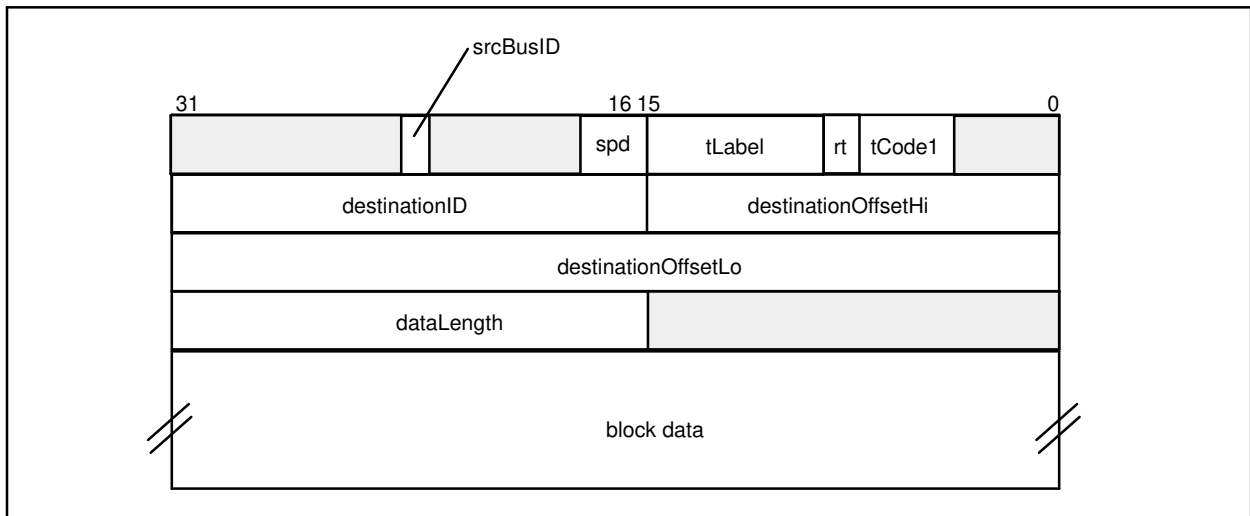 srcBusID
31 16 15 0
spd tLabel rt tCode1
destinationID destinationOffsetHi
destinationOffsetLo
dataLength
block data